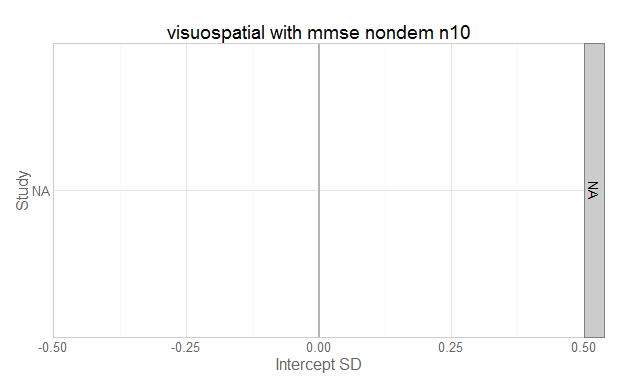 visuospatial with mmse nondem n10
Study
NA
NA
-0.50
-0.25
0.00
0.25
0.50
Intercept SD